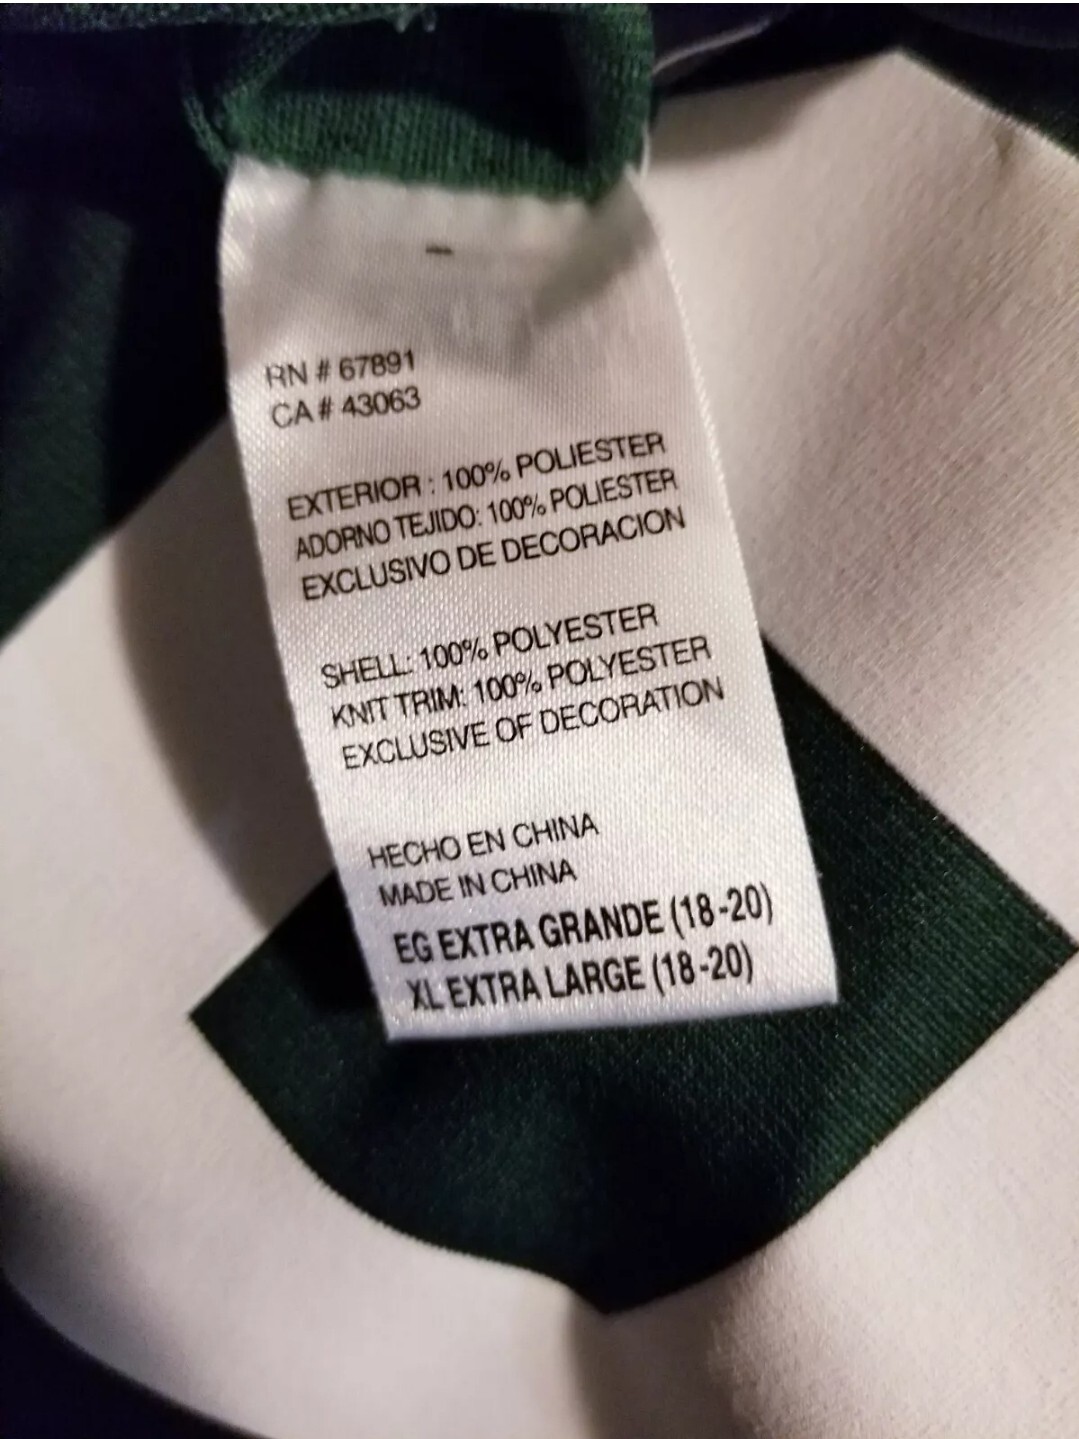 RN # 67891
CA # 43063
EXTERIOR : 100% POLIESTER
ADORNO TEJIDO: 100% POLIESTER
EXCLUSIVO DE DECORACION
SHELL: 100% POLYESTER
KNIT TRIM: 100% POLYESTER
EXCLUSIVE OF DECORATION
HECHO EN CHINA
MADE IN CHINA
EG EXTRA GRANDE (18-20)
XL EXTRA LARGE (18-20)